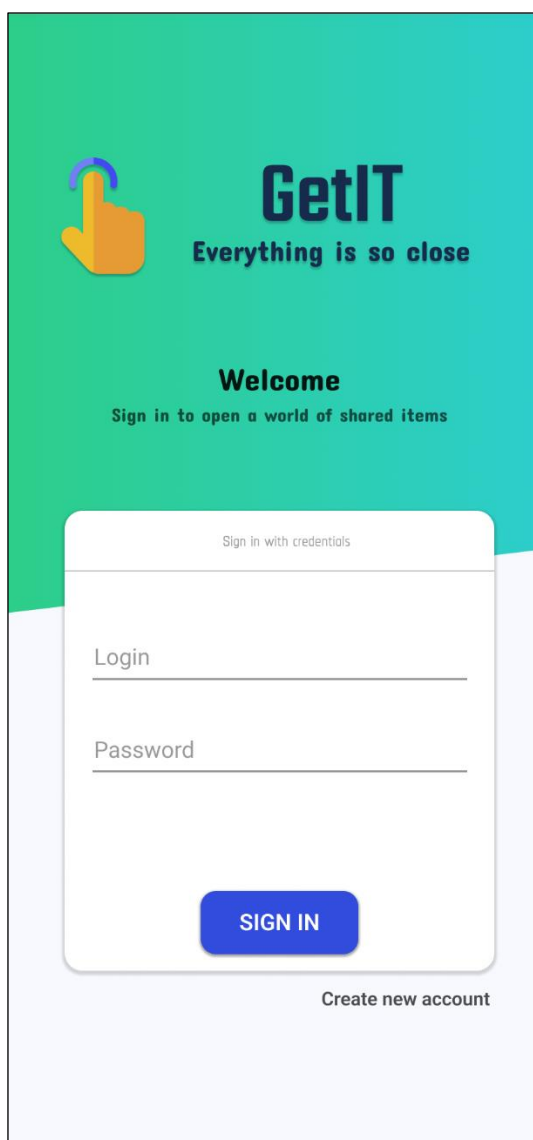 GetIT
Everything is so close
Welcome
Sign in to open a world of shared items
Sign in with credentials
Login
Password
SIGN IN
Create new account